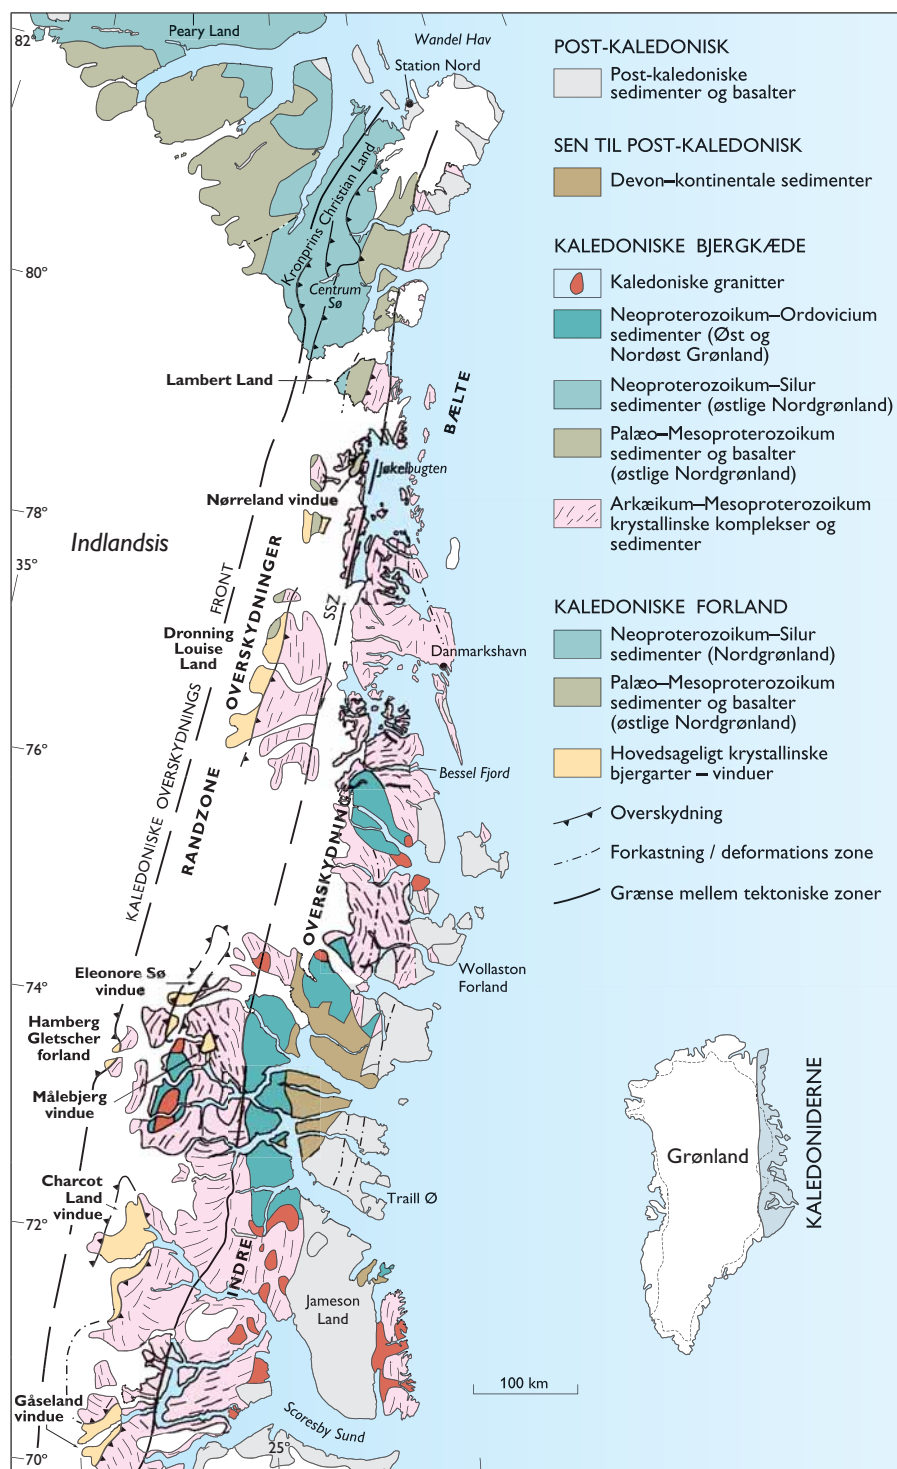 82°
Peary Land
Wandel Hav
Station Nord
Kronprins Christian Land
80°
Centrum
Sø
Lambert Land
BÆLTE
Jøkelbugten
Nørreland vindue
78°
Indlandsis
35°
KALEDONISKE OVERSKYDNINGS FRONT
RANDZONE OVERSKYDNINGER
SSZ
Dronning
Louise
Land
Danmarkshavn
76°
Bessel Fjord
INDRE OVERSKYDNINGS
Eleonore Sø
vindue
74°
Wollaston
Forland
Hamberg
Gletscher
forland
Målebjerg
vindue
Charcot
Land
vindue
Traill Ø
72°
Jameson
Land
Gåseland
vindue
Scoresby Sund
25°
70°
100 km
POST-KALEDONISK
Post-kaledoniske
sedimenter og basalter
SEN TIL POST-KALEDONISK
Devon–kontinentale sedimenter
KALEDONISKE BJERGKÆDE
Kaledoniske granitter
Neoproterozoikum–Ordovicium
sedimenter (Øst og
Nordøst Grønland)
Neoproterozoikum–Silur
sedimenter (østlige Nordgrønland)
Palæo–Mesoproterozoikum
sedimenter og basalter
(østlige Nordgrønland)
Arkæikum–Mesoproterozoikum
krystallinske komplekser og
sedimenter
KALEDONISKE FORLAND
Neoproterozoikum–Silur
sedimenter (Nordgrønland)
Palæo–Mesoproterozoikum
sedimenter og basalter
(østlige Nordgrønland)
Hovedsageligt krystallinske
bjergarter – vinduer
Overskydning
Forkastning / deformations zone
Grænse mellem tektoniske zoner
Grønland
KALEDONIDERNE